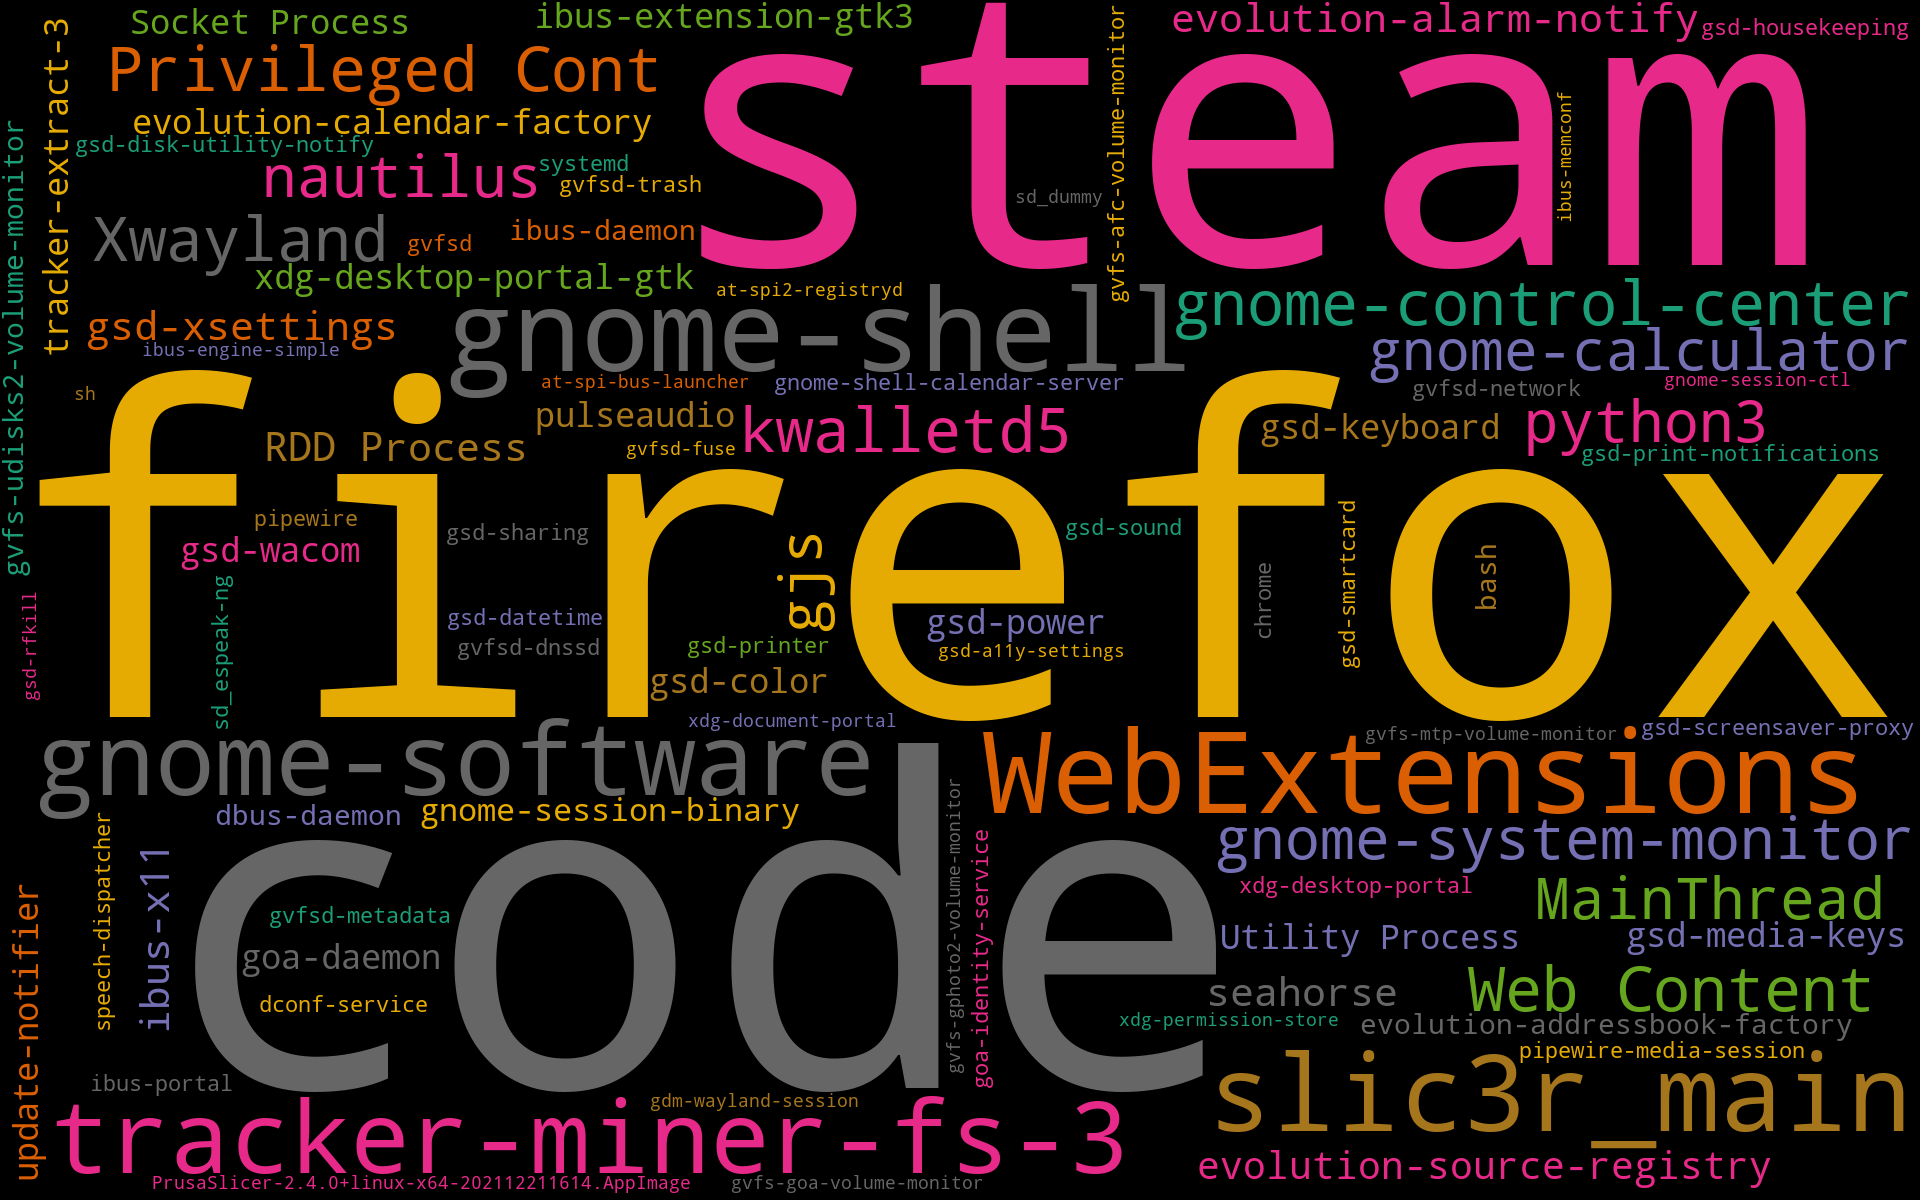 Socket Process
ibus-extension-gtk3
evolution-alarm-notify
gsd-housekeeping
steam
Privileged Cont
tracker-extract-3
gvfs-afc-volume-monitor
evolution-calendar-factory
gsd-disk-utility-notify
nautilus
systemd
gvfsd-trash
sd_dummy
ibus-memconf
gvfs-udisks2-volume-monitor
Xwayland
gvfsd
ibus-daemon
xdg-desktop-portal-gtk
at-spi2-registryd
gnome-shell
gnome-control-center
gsd-xsettings
ibus-engine-simple
gnome-calculator
sh
at-spi-bus-launcher
gnome-shell-calendar-server
gvfsd-network
gnome-session-ctl
firefox
pulseaudio
kwalletd5
gsd-keyboard
python3
RDD Process
gvfsd-fuse
gsd-print-notifications
pipewire
gsd-sharing
gsd-sound
gsd-wacom
gjs
gsd-smartcard
bash
chrome
gsd-rfkill
sd_espeak-ng
gsd-datetime
gsd-power
gvfsd-dnssd
gsd-printer
gsd-a11y-settings
gsd-color
xdg-document-portal
gvfs-mtp-volume-monitor
gsd-screensaver-proxy
gnome-software
WebExtensions
dbus-daemon
gnome-session-binary
gnome-system-monitor
speech-dispatcher
ibus-x11
code
gvfs-gphoto2-volume-monitor
goa-identity-service
xdg-desktop-portal
MainThread
gvfsd-metadata
Utility Process
gsd-media-keys
goa-daemon
update-notifier
seahorse
Web Content
dconf-service
xdg-permission-store
evolution-addressbook-factory
pipewire-media-session
ibus-portal
slic3r_main
gdm-wayland-session
tracker-miner-fs-3
evolution-source-registry
PrusaSlicer-2.4.0+linux-x64-202112211614.AppImage
gvfs-goa-volume-monitor